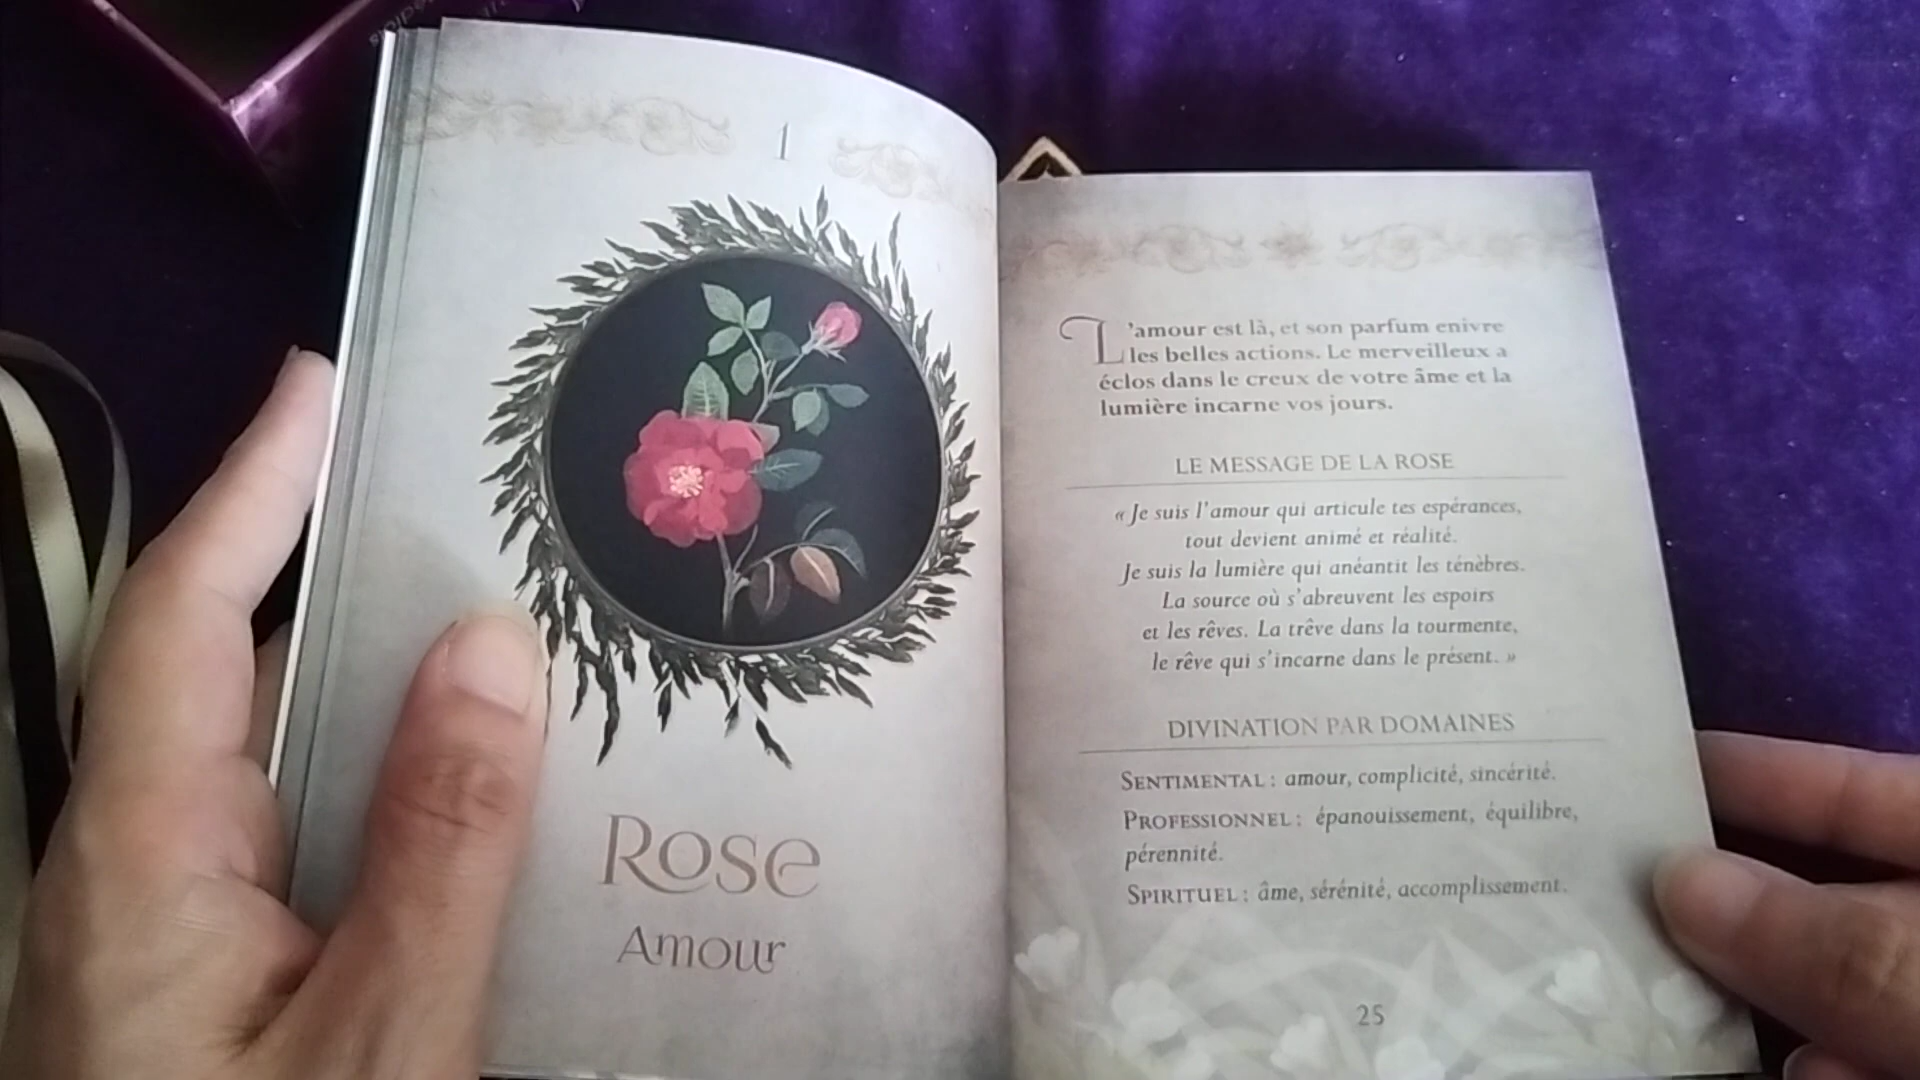 1
Rose
Amour
L'amour est là, et son parfum enivre
les belles actions. Le merveilleux a
éclos dans le creux de votre âme et la
lumière incarne vos jours.
LE MESSAGE DE LA ROSE
« Je suis l'amour qui articule tes espérances,
tout devient animé et réalité.
Je suis la lumière qui anéantit les ténèbres.
La source où s'abreuvent les espoirs
et les rêves. La trêve dans la tourmente,
le rêve qui s'incarne dans le présent. »
DIVINATION PAR DOMAINES
SENTIMENTAL : amour, complicité, sincérité.
PROFESSIONNEL : épanouissement, équilibre,
pérennité.
SPIRITUEL : âme, sérénité, accomplissement.
25